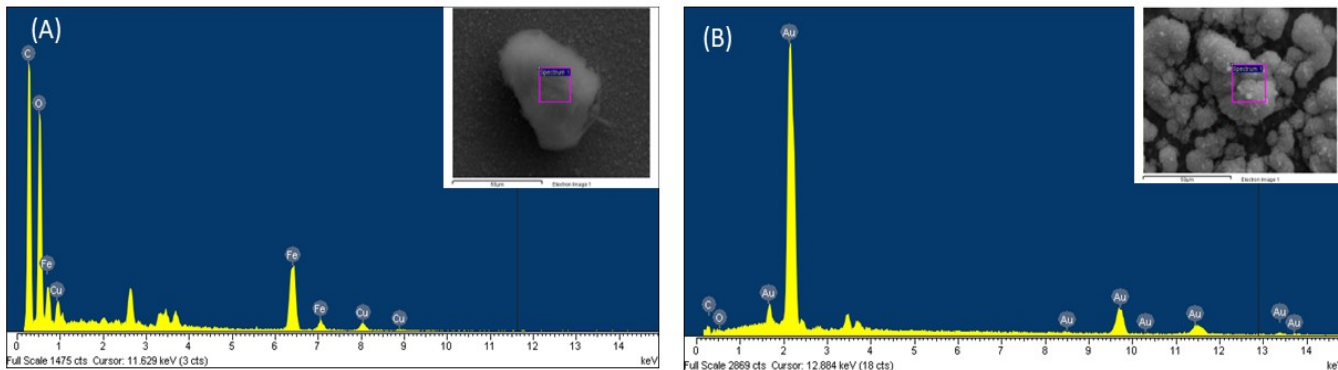 (A)
C
O
Fe
Cu
Fe
Fe
Cu
Cu
Spectrum 1
Electron Image 1
0 1 2 3 4 5 6 7 8 9 10 11 12 13 14
Full Scale 1475 cts Cursor: 11.629 keV (3 cts)
keV
(B)
Au
C
O
Au
Au
Au
Au
Au
Au
Au
Spectrum 1
Electron Image 1
0 1 2 3 4 5 6 7 8 9 10 11 12 13 14
Full Scale 2869 cts Cursor: 12.884 keV (18 cts)